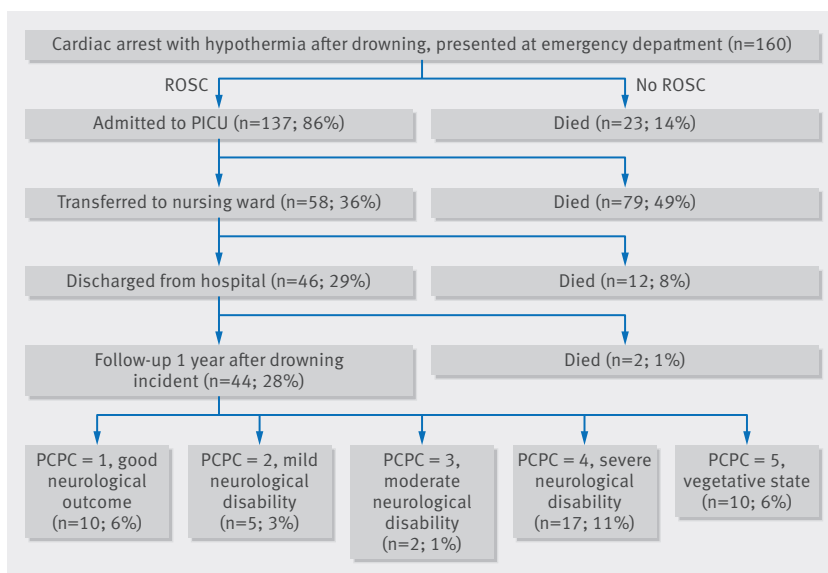 Cardiac arrest with hypothermia after drowning, presented at emergency department (n=160)
ROSC
No ROSC
Admitted to PICU (n=137; 86%)
Died (n=23; 14%)
Transferred to nursing ward (n=58; 36%)
Died (n=79; 49%)
Discharged from hospital (n=46; 29%)
Died (n=12; 8%)
Follow-up 1 year after drowning
incident (n=44; 28%)
Died (n=2; 1%)
PCPC = 1, good
neurological
outcome
(n=10; 6%)
PCPC = 2, mild
neurological
disability
(n=5; 3%)
PCPC = 3,
moderate
neurological
disability
(n=2; 1%)
PCPC = 4, severe
neurological
disability
(n=17; 11%)
PCPC = 5,
vegetative state
(n=10; 6%)